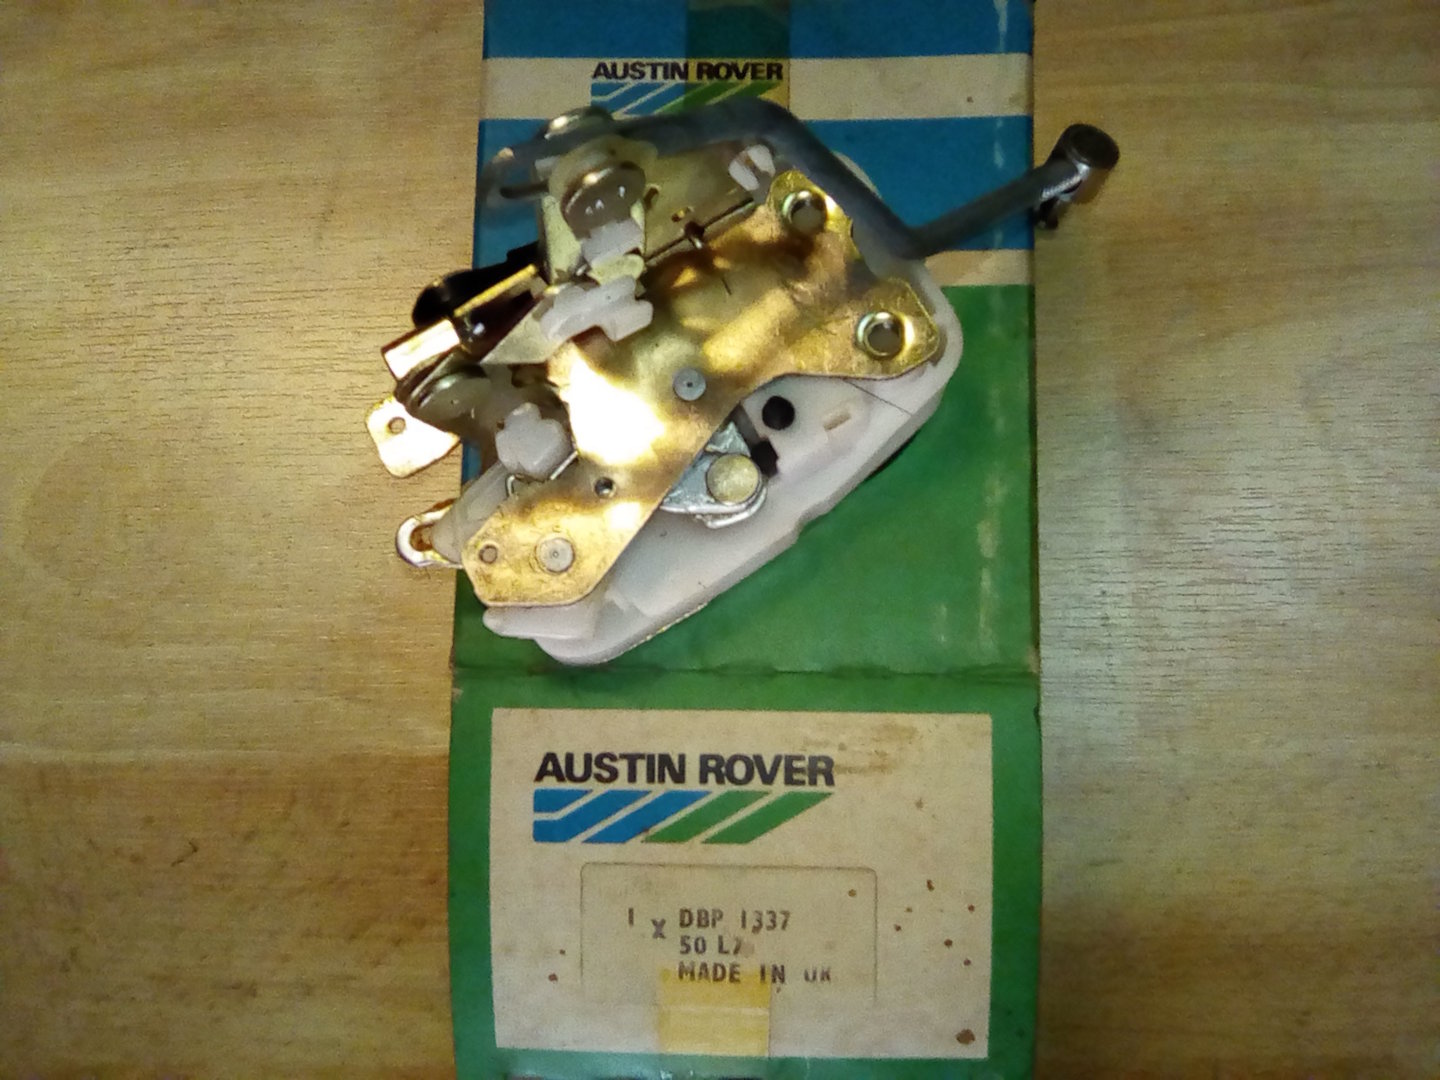 AUSTIN ROVER
AUSTIN ROVER
1 x DBP 1337
50 L7
MADE IN UK